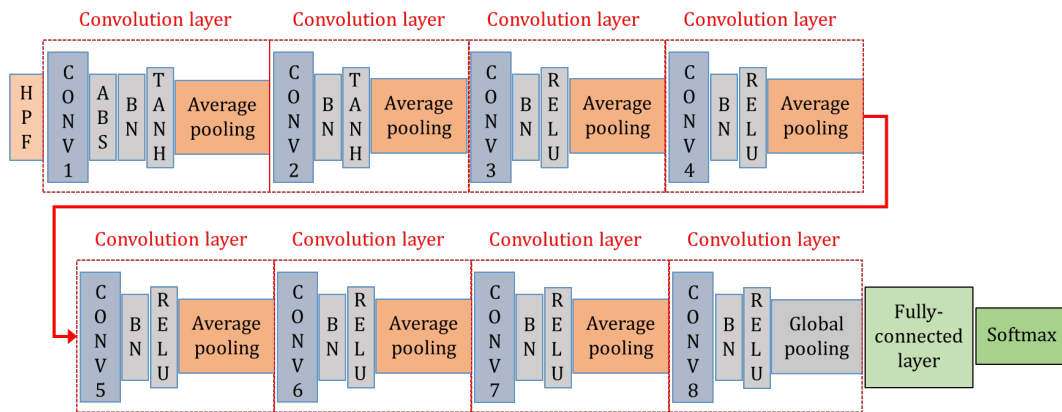 Convolution layer
Convolution layer
Convolution layer
Convolution layer
HPF
CONV1
ABS
BN
TANH
Average
pooling
CONV2
BN
TANH
Average
pooling
CONV3
BN
RELU
Average
pooling
CONV4
BN
RELU
Average
pooling
Convolution layer
Convolution layer
Convolution layer
Convolution layer
CONV5
BN
RELU
Average
pooling
CONV6
BN
RELU
Average
pooling
CONV7
BN
RELU
Average
pooling
CONV8
BN
RELU
Global
pooling
Fully-
connected
layer
Softmax